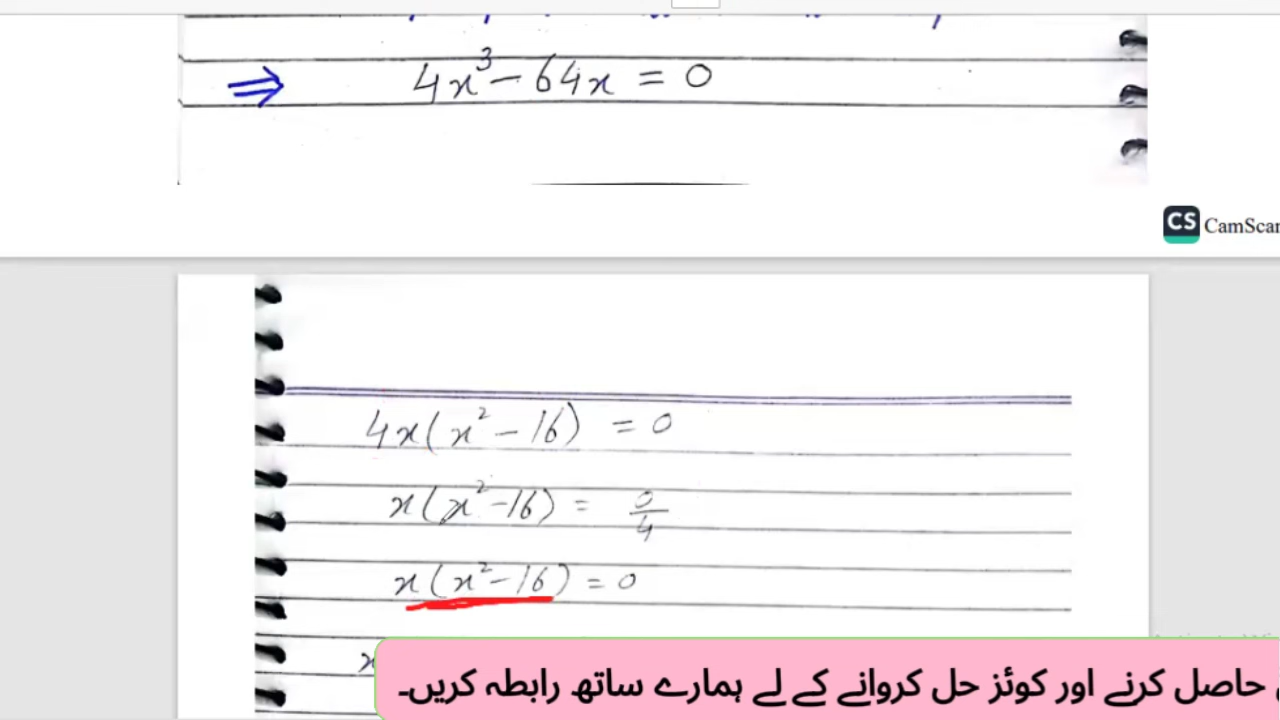 ⇒ 4x³ - 64x = 0
CS CamScan
4x(x² - 16) = 0
x(x² - 16) = 0/4
x(x² - 16) = 0
x
حاصل کرنے اور کوئز حل کروانے کے لے ہمارے ساتھ رابطہ کریں۔